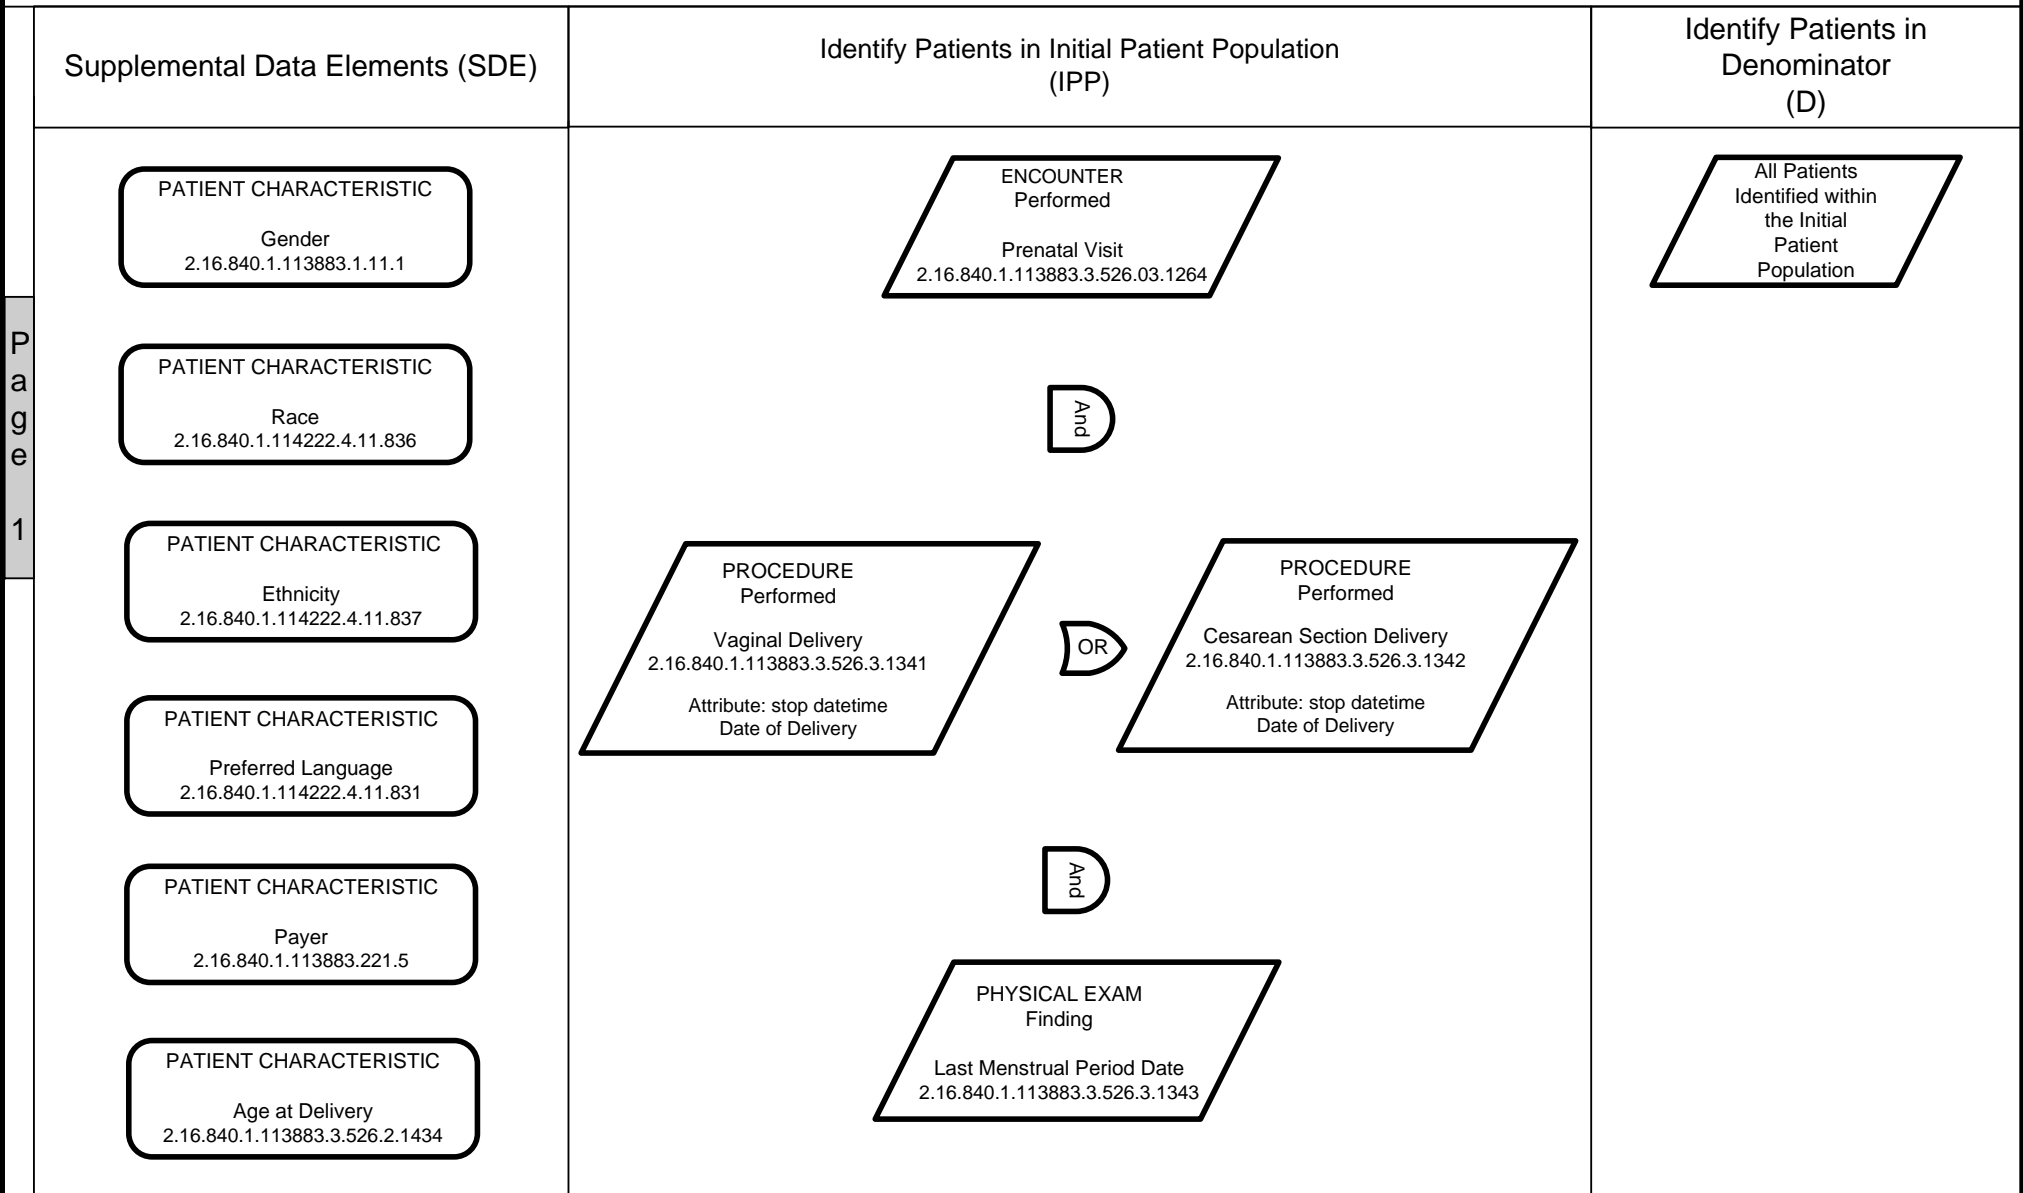 Supplemental Data Elements (SDE)
Identify Patients in Initial Patient Population
(IPP)
Identify Patients in
Denominator
(D)
Page 1
PATIENT CHARACTERISTIC
Gender
2.16.840.1.113883.1.11.1
PATIENT CHARACTERISTIC
Race
2.16.840.1.114222.4.11.836
PATIENT CHARACTERISTIC
Ethnicity
2.16.840.1.114222.4.11.837
PATIENT CHARACTERISTIC
Preferred Language
2.16.840.1.114222.4.11.831
PATIENT CHARACTERISTIC
Payer
2.16.840.1.113883.221.5
PATIENT CHARACTERISTIC
Age at Delivery
2.16.840.1.113883.3.526.2.1434
ENCOUNTER
Performed
Prenatal Visit
2.16.840.1.113883.3.526.03.1264
And
PROCEDURE
Performed
Vaginal Delivery
2.16.840.1.113883.3.526.3.1341
Attribute: stop datetime
Date of Delivery
OR
PROCEDURE
Performed
Cesarean Section Delivery
2.16.840.1.113883.3.526.3.1342
Attribute: stop datetime
Date of Delivery
And
PHYSICAL EXAM
Finding
Last Menstrual Period Date
2.16.840.1.113883.3.526.3.1343
All Patients
Identified within
the Initial
Patient
Population